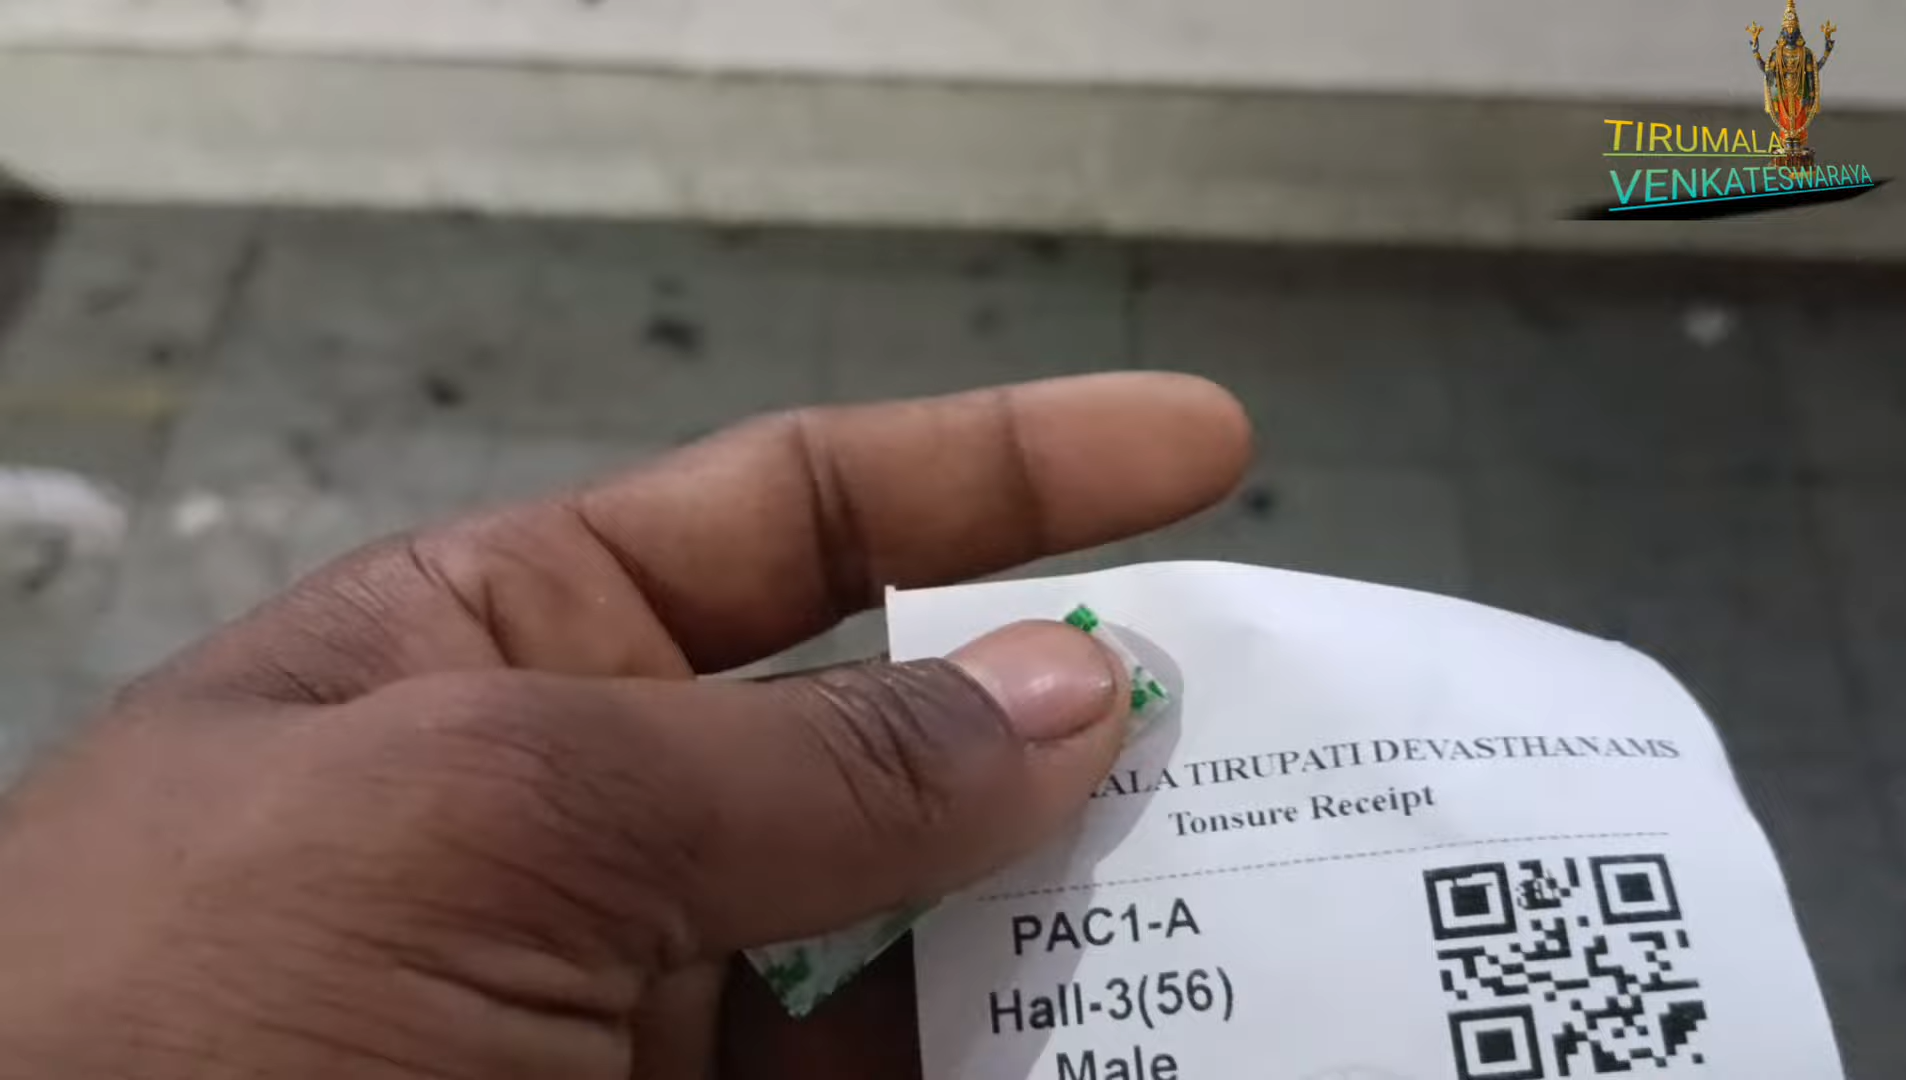 TIRUMALA
VENKATESWARAYA
ALA TIRUPATI DEVASTHANAMS
Tonsure Receipt
PAC1-A
Hall-3(56)
Male